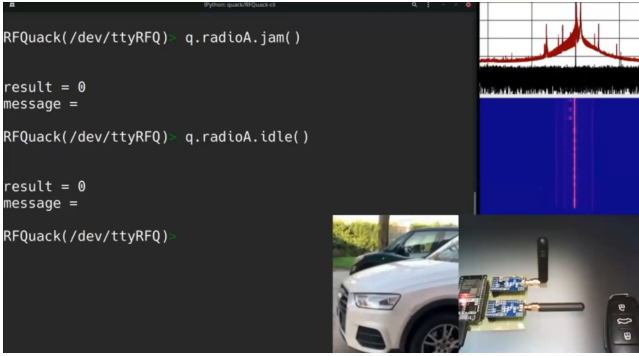 IPython: quack/RFQuack-cli
RFQuack(/dev/ttyRFQ)> q.radioA.jam()
result = 0
message =
RFQuack(/dev/ttyRFQ)> q.radioA.idle()
result = 0
message =
RFQuack(/dev/ttyRFQ)>